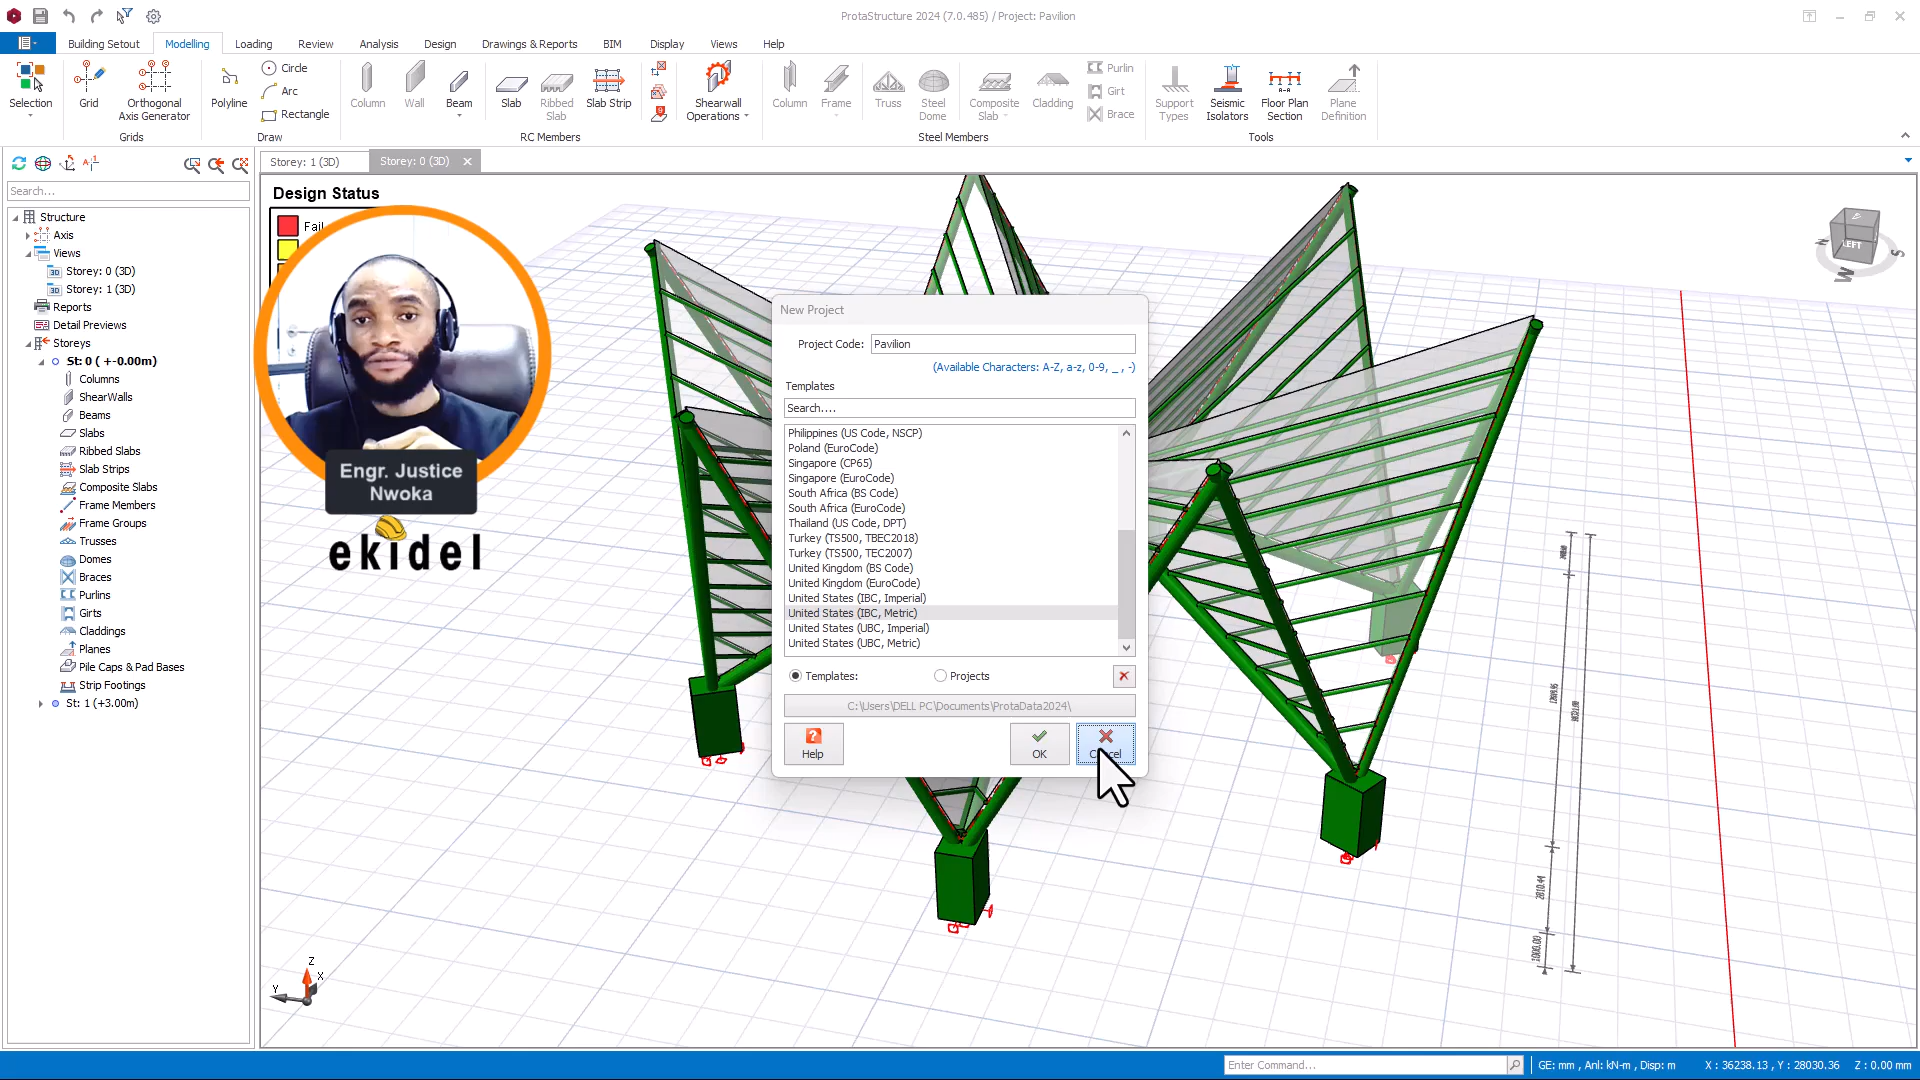 ProtaStructure 2024 (7.0.485) / Project: Pavilion
Building Setout Modelling Loading Review Analysis Design Drawings & Reports BIM Display Views Help
Selection
Grid
Orthogonal
Axis Generator
Grids
Polyline
Circle
Arc
Rectangle
Draw
Column
Wall
Beam
Slab
Ribbed
Slab
Slab Strip
RC Members
Shearwall
Operations
Column
Frame
Truss
Steel
Dome
Composite
Slab
Cladding
Purlin
Girt
Brace
Steel Members
Support
Types
Seismic
Isolators
Floor Plan
Section
Plane
Definition
Tools
Search...
Structure
Axis
Views
Storey: 0 (3D)
Storey: 1 (3D)
Reports
Detail Previews
Storeys
St: 0 ( +-0.00m)
Columns
ShearWalls
Beams
Slabs
Ribbed Slabs
Slab Strips
Composite Slabs
Frame Members
Frame Groups
Trusses
Domes
Braces
Purlins
Girts
Claddings
Planes
Pile Caps & Pad Bases
Strip Footings
St: 1 (+3.00m)
Storey: 1 (3D) Storey: 0 (3D)
Design Status
Fail
Engr. Justice
Nwoka
ekidel
LEFT
N
S
W
New Project
Project Code: Pavilion
(Available Characters: A-Z, a-z, 0-9, _ , -)
Templates
Search....
Philippines (US Code, NSCP)
Poland (EuroCode)
Singapore (CP65)
Singapore (EuroCode)
South Africa (BS Code)
South Africa (EuroCode)
Thailand (US Code, DPT)
Turkey (TS500, TBEC2018)
Turkey (TS500, TEC2007)
United Kingdom (BS Code)
United Kingdom (EuroCode)
United States (IBC, Imperial)
United States (IBC, Metric)
United States (UBC, Imperial)
United States (UBC, Metric)
Templates: Projects
C:\Users\DELL PC\Documents\ProtaData2024\
Help
OK
2810.44
1000.00
Z
X
Y
Enter Command...
GE: mm , Anl: kN-m , Disp: m
X : 36238.13 , Y : 28030.36 Z : 0.00 mm